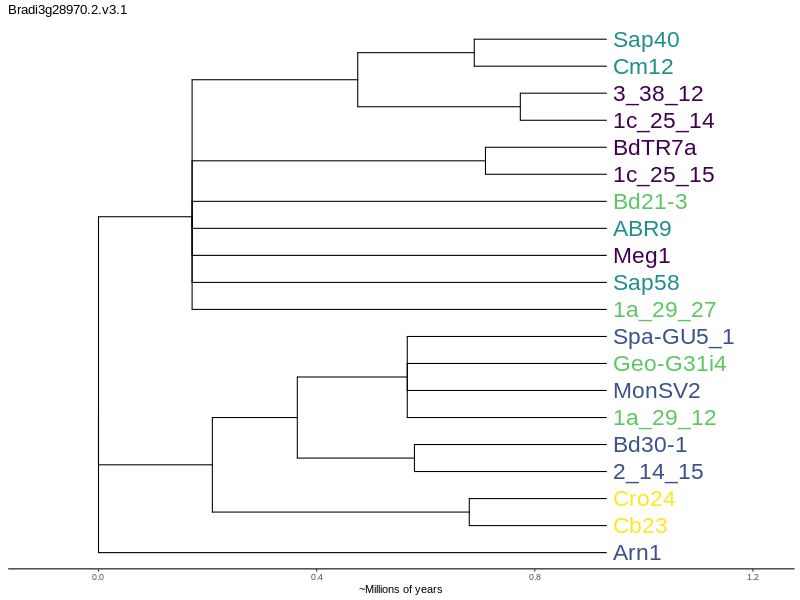 Bradi3g28970.2.v3.1
Sap40
Cm12
3_38_12
1c_25_14
BdTR7a
1c_25_15
Bd21-3
ABR9
Meg1
Sap58
1a_29_27
Spa-GU5_1
Geo-G31i4
MonSV2
1a_29_12
Bd30-1
2_14_15
Cro24
Cb23
Arn1
0.0 0.4 0.8 1.2
~Millions of years